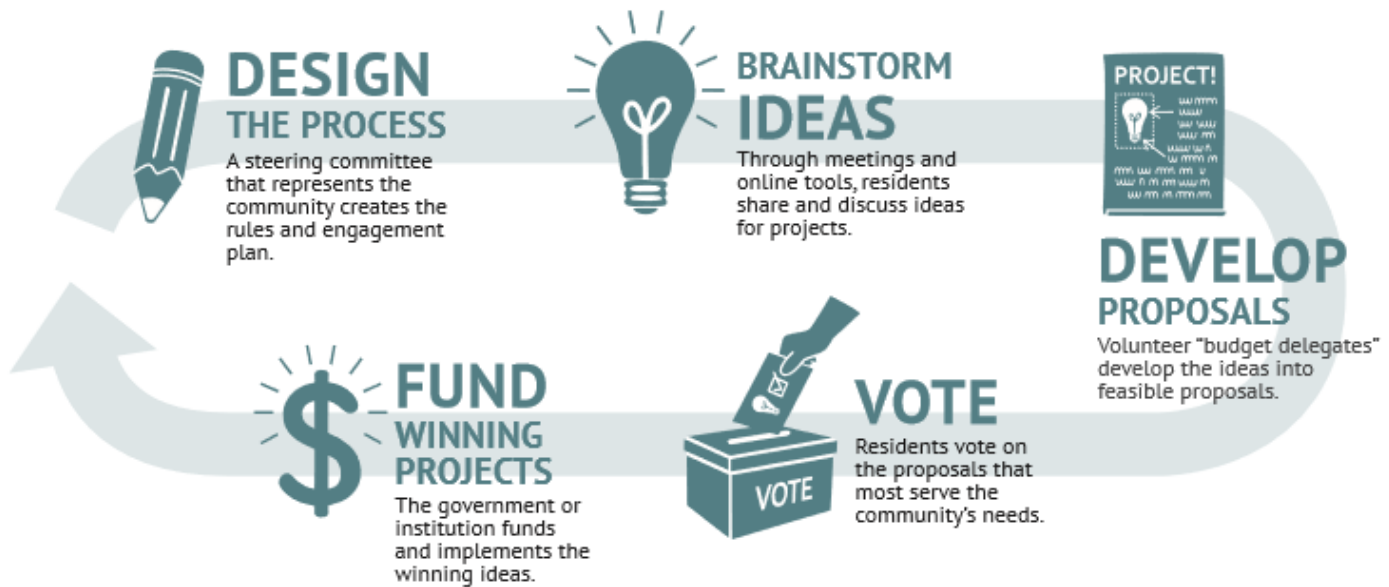 DESIGN
THE PROCESS
A steering committee
that represents the
community creates the
rules and engagement
plan.
BRAINSTORM
IDEAS
Through meetings and
online tools, residents
share and discuss ideas
for projects.
PROJECT!
DEVELOP
PROPOSALS
Volunteer “budget delegates”
develop the ideas into
feasible proposals.
VOTE
VOTE
Residents vote on
the proposals that
most serve the
community’s needs.
FUND
WINNING
PROJECTS
The government or
institution funds
and implements the
winning ideas.